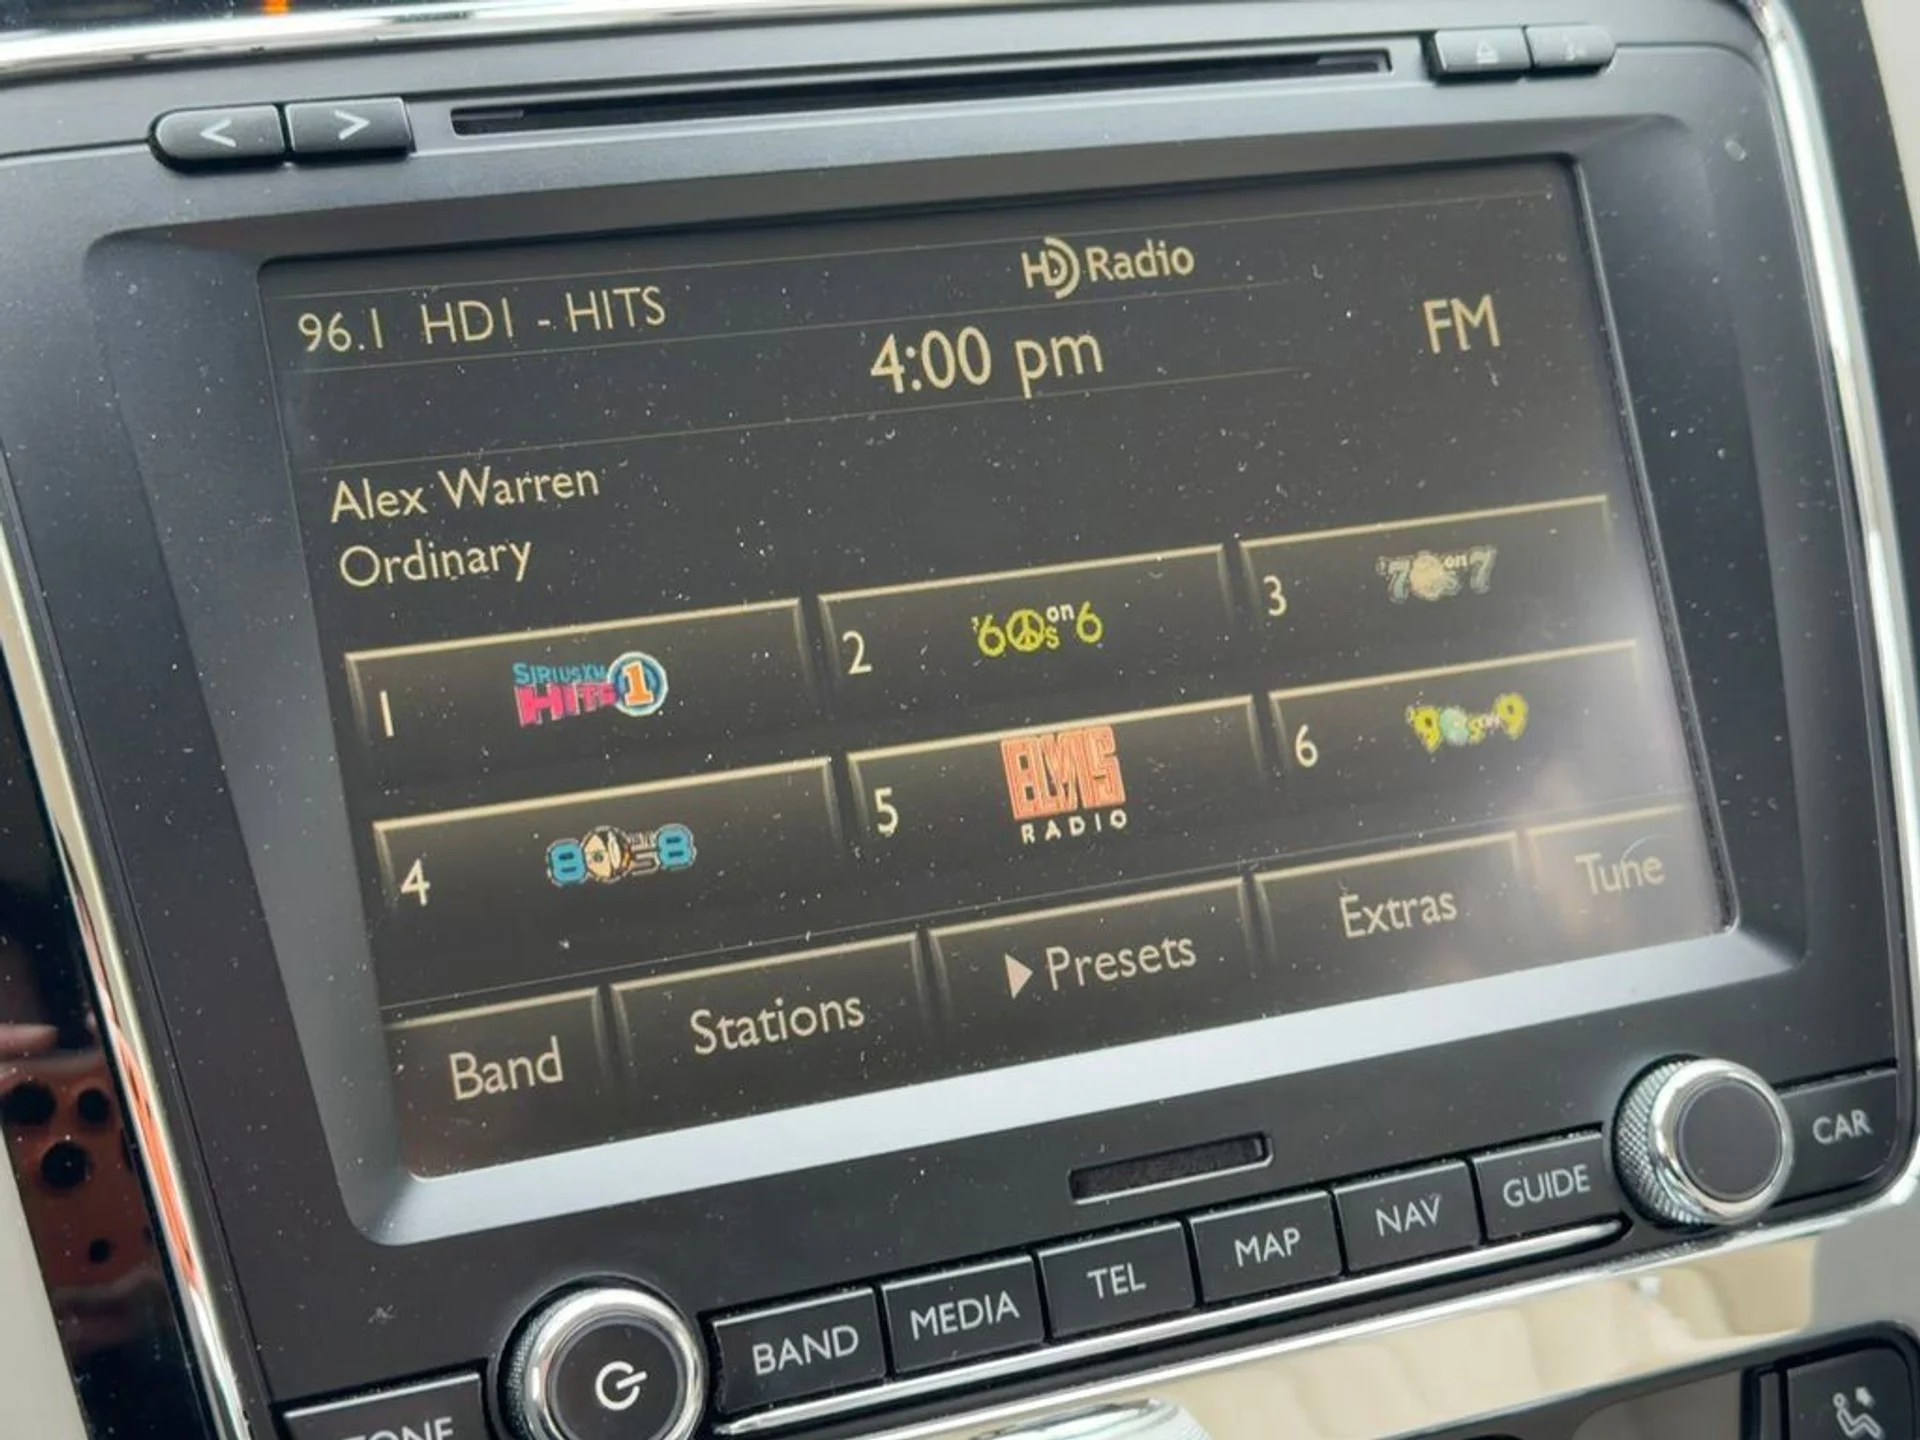 < >
HD Radio
96.1 HD1 - HITS
4:00 pm
FM
Alex Warren
Ordinary
1 SIRIUSXM HITS 1
2 '60s on 6
3 '70s on 7
4 80s 8
5 ELVIS RADIO
6 '90s on 9
Band Stations ▶ Presets Extras Tune
TONE BAND MEDIA TEL MAP NAV GUIDE CAR